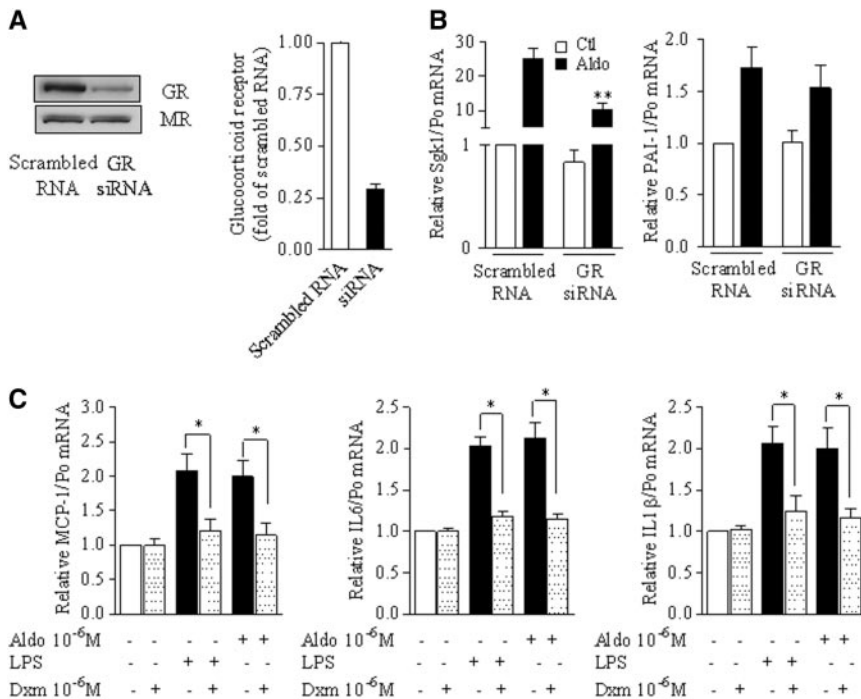 A
GR
MR
Scrambled GR
RNA siRNA
Glucocorticoid receptor
(fold of scrambled RNA)
1.00
0.75
0.50
0.25
0.00
Scrambled RNA
siRNA
B
Relative Sgk1/Po mRNA
30
25
20
10
1
0
Ctl
Aldo
**
Scrambled
RNA
GR
siRNA
Relative PAI-1/Po mRNA
2.0
1.5
1.0
0.5
0.0
Scrambled
RNA
GR
siRNA
C
Relative MCP-1/Po mRNA
3.0
2.5
2.0
1.5
1.0
0.5
0.0
* *
Aldo 10-6M - - - - + +
LPS - - + + - -
Dxm 10-6M - + - + - +
Relative IL6/Po mRNA
2.5
2.0
1.5
1.0
0.5
0.0
* *
Aldo 10-6M - - - - + +
LPS - - + + - -
Dxm 10-6M - + - + - +
Relative IL1 β/Po mRNA
2.5
2.0
1.5
1.0
0.5
0.0
* *
Aldo 10-6M - - - - + +
LPS - - + + - -
Dxm 10-6M - + - + - +